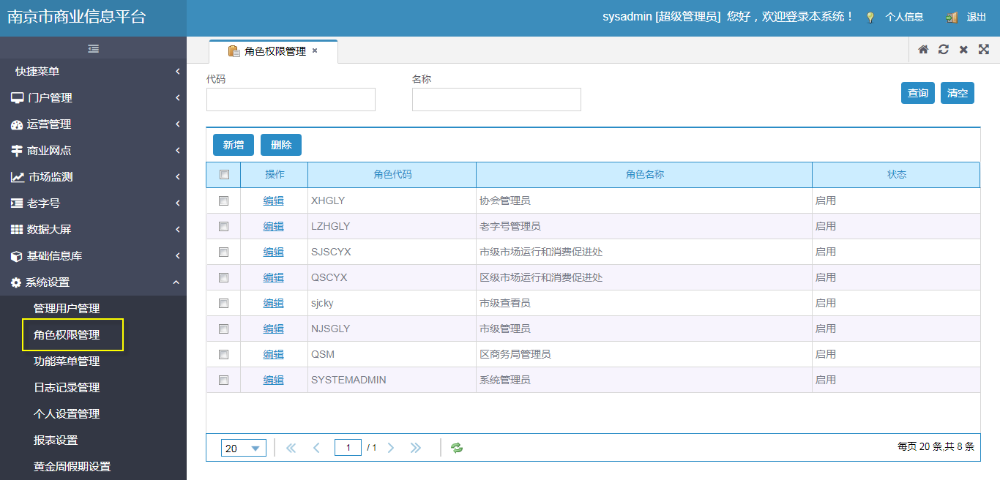 南京市商业信息平台
sysadmin [超级管理员] 您好，欢迎登录本系统！ 个人信息 退出
角色权限管理
快捷菜单
门户管理
运营管理
商业网点
市场监测
老字号
数据大屏
基础信息库
系统设置
管理用户管理
角色权限管理
功能菜单管理
日志记录管理
个人设置管理
报表设置
黄金周假期设置
代码 名称
查询 清空
新增 删除
操作 角色代码 角色名称 状态
编辑 XHGLY 协会管理员 启用
编辑 LZHGLY 老字号管理员 启用
编辑 SJSCYX 市级市场运行和消费促进处 启用
编辑 QSCYX 区级市场运行和消费促进处 启用
编辑 sjcky 市级查看员 启用
编辑 NJSGLY 市级管理员 启用
编辑 QSM 区商务局管理员 启用
编辑 SYSTEMADMIN 系统管理员 启用
20 1 / 1 每页 20 条,共 8 条